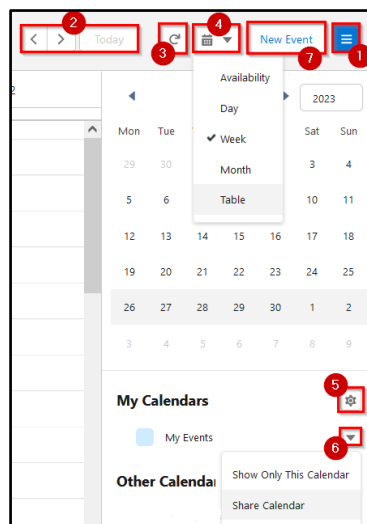 2 4
Today New Event
3 7 1
2 Availability
2023
Day
Mon Tue Week Sat Sun
29 30 Month 3 4
5 6 Table 10 11
12 13 14 15 16 17 18
19 20 21 22 23 24 25
26 27 28 29 30 1 2
3 4 5 6 7 8 9
5
My Calendars
My Events
6
Show Only This Calendar
Other Calendar
Share Calendar